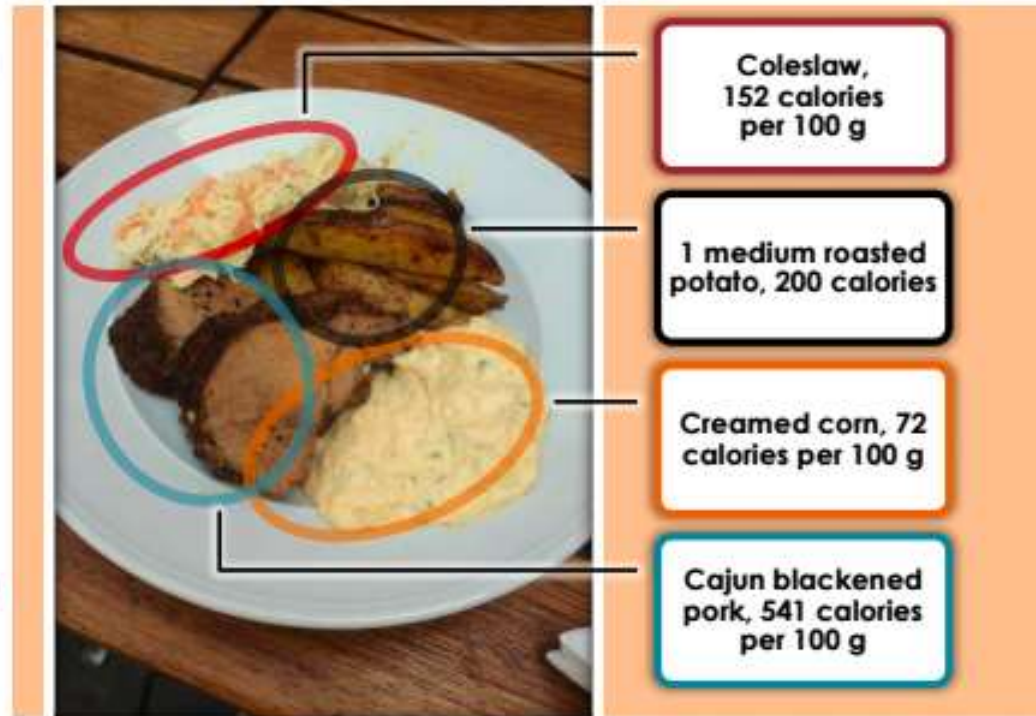 Coleslaw,
152 calories
per 100 g
1 medium roasted
potato, 200 calories
Creamed corn, 72
calories per 100 g
Cajun blackened
pork, 541 calories
per 100 g